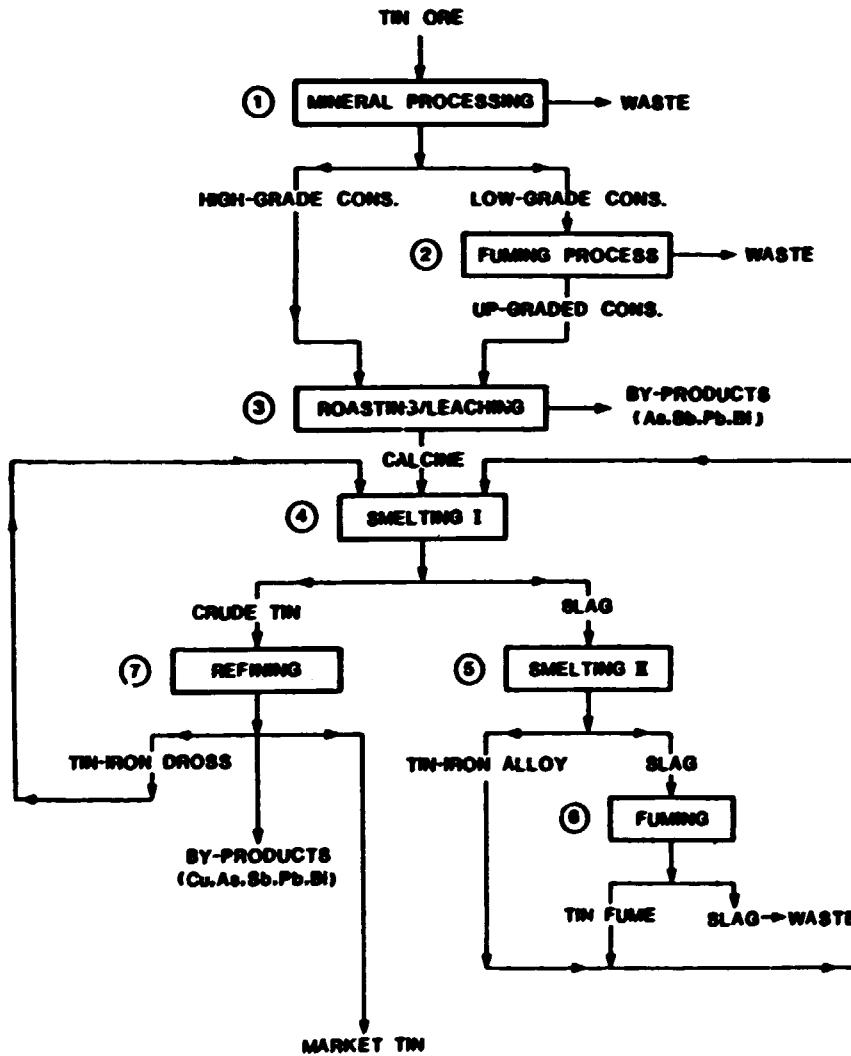 TIN ORE
① MINERAL PROCESSING WASTE
HIGH-GRADE CONS. LOW-GRADE CONS.
② FUMING PROCESS WASTE
UP-GRADED CONS.
③ ROASTING/LEACHING BY-PRODUCTS
(As.Sb.Pb.Bi)
CALCINE
④ SMELTING I
CRUDE TIN SLAG
⑦ REFINING ⑤ SMELTING II
TIN-IRON DROSS TIN-IRON ALLOY SLAG
⑥ FUMING
BY-PRODUCTS
(Cu.As.Sb.Pb.Bi)
TIN FUME SLAG WASTE
MARKET TIN